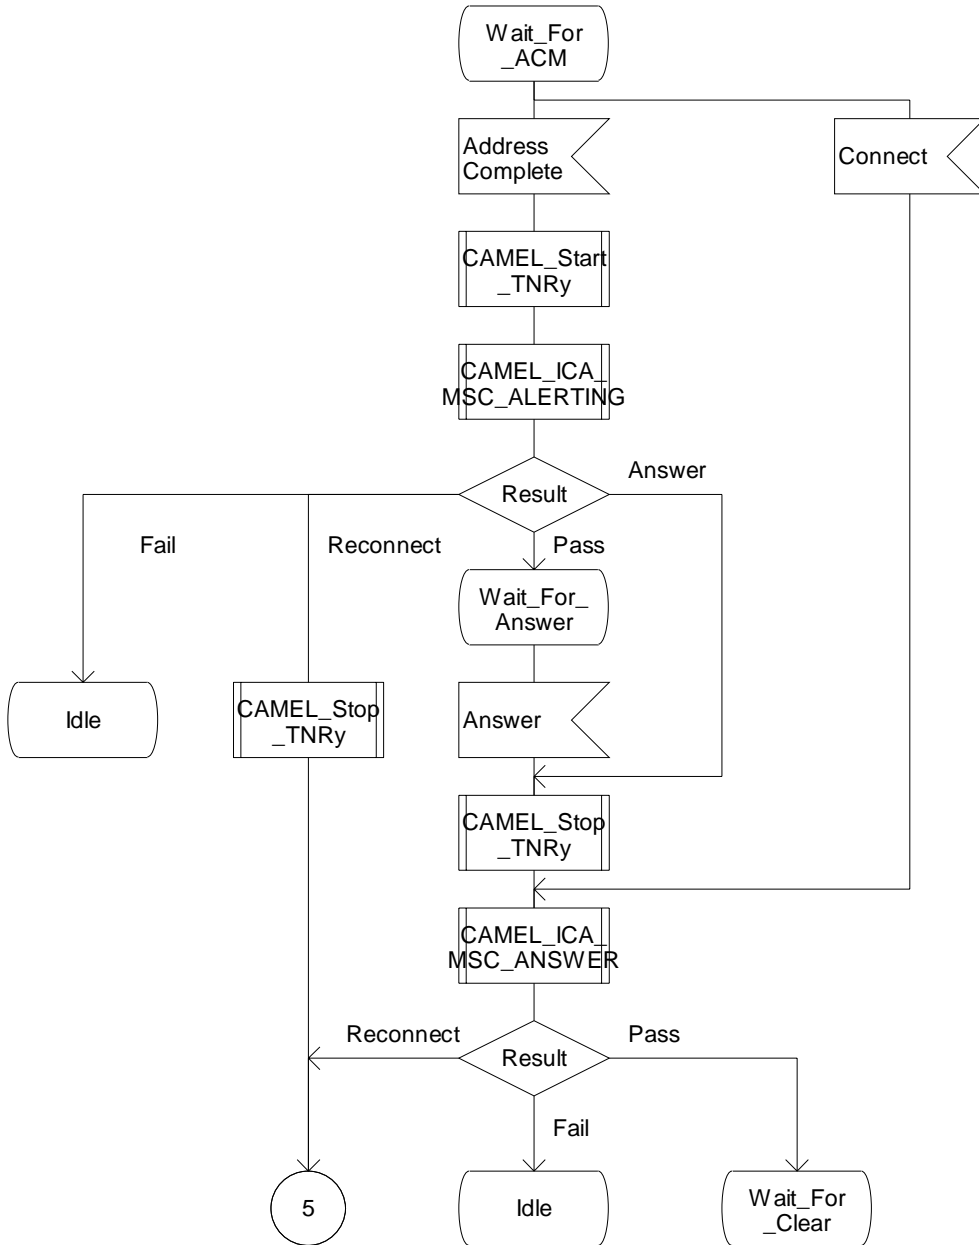 Wait_For
_ACM
Address
Complete
Connect
CAMEL_Start
_TNRy
CAMEL_ICA_
MSC_ALERTING
Answer
Result
Fail
Reconnect
Pass
Wait_For_
Answer
Idle
CAMEL_Stop
_TNRy
Answer
CAMEL_Stop
_TNRy
CAMEL_ICA_
MSC_ANSWER
Reconnect
Result
Pass
Fail
5
Idle
Wait_For
_Clear